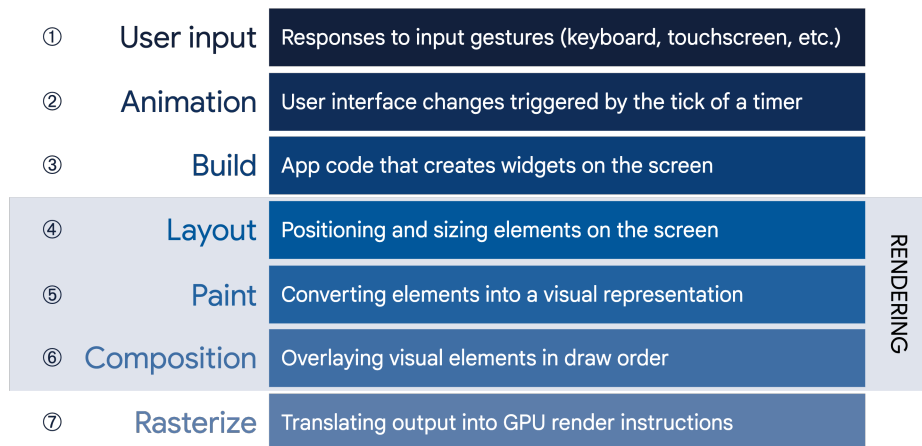 ① User input Responses to input gestures (keyboard, touchscreen, etc.)
② Animation User interface changes triggered by the tick of a timer
③ Build App code that creates widgets on the screen
④ Layout Positioning and sizing elements on the screen
⑤ Paint Converting elements into a visual representation
⑥ Composition Overlaying visual elements in draw order
RENDERING
⑦ Rasterize Translating output into GPU render instructions